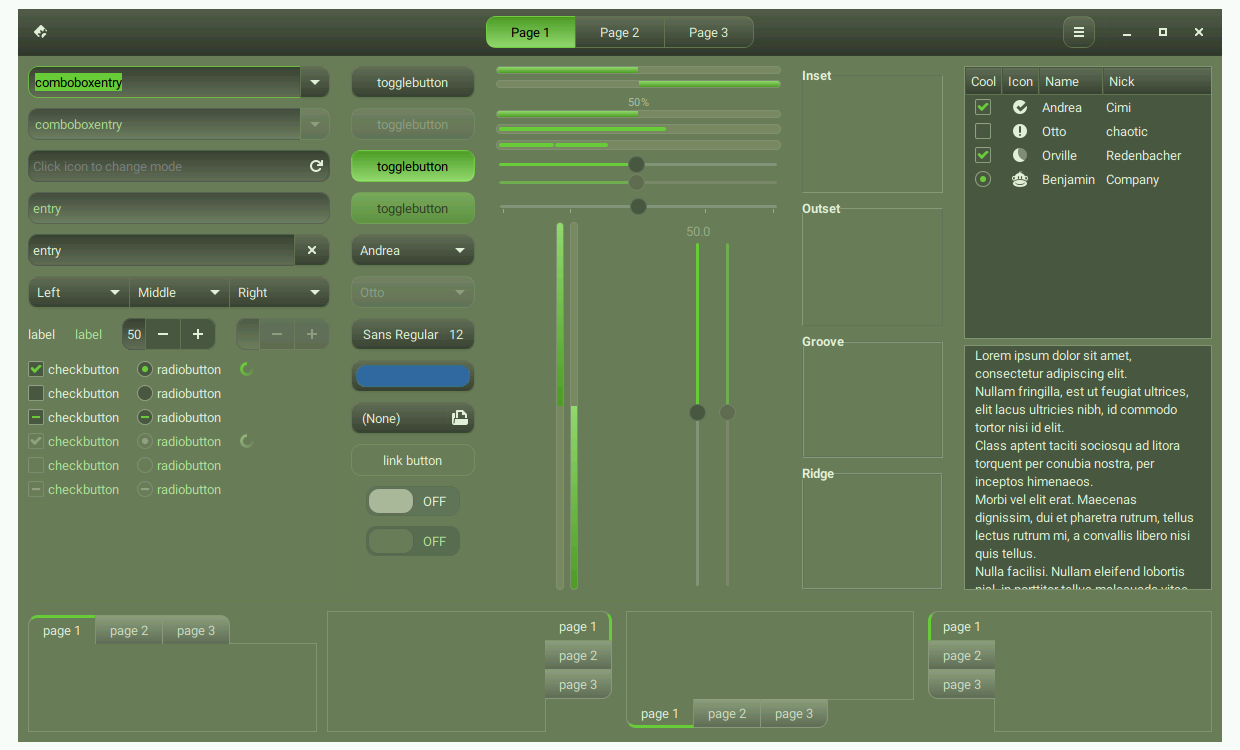 Page 1
Page 2
Page 3
comboboxentry
comboboxentry
Click icon to change mode
entry
entry
Left
Middle
Right
label
label
50
checkbutton
radiobutton
checkbutton
radiobutton
checkbutton
radiobutton
checkbutton
radiobutton
checkbutton
radiobutton
checkbutton
radiobutton
togglebutton
togglebutton
togglebutton
togglebutton
Andrea
Otto
Sans Regular 12
(None)
link button
OFF
OFF
50 %
50.0
Inset
Outset
Groove
Ridge
Cool Icon Name Nick
Andrea Cimi
Otto chaotic
Orville Redenbacher
Benjamin Company
Lorem ipsum dolor sit amet,
consectetur adipiscing elit.
Nullam fringilla, est ut feugiat ultrices,
elit lacus ultricies nibh, id commodo
tortor nisi id elit.
Class aptent taciti sociosqu ad litora
torquent per conubia nostra, per
inceptos himenaeos.
Morbi vel elit erat. Maecenas
dignissim, dui et pharetra rutrum, tellus
lectus rutrum mi, a convallis libero nisi
quis tellus.
Nulla facilisi. Nullam eleifend lobortis
page 1
page 2
page 3
page 1
page 2
page 3
page 1
page 2
page 3
page 1
page 2
page 3